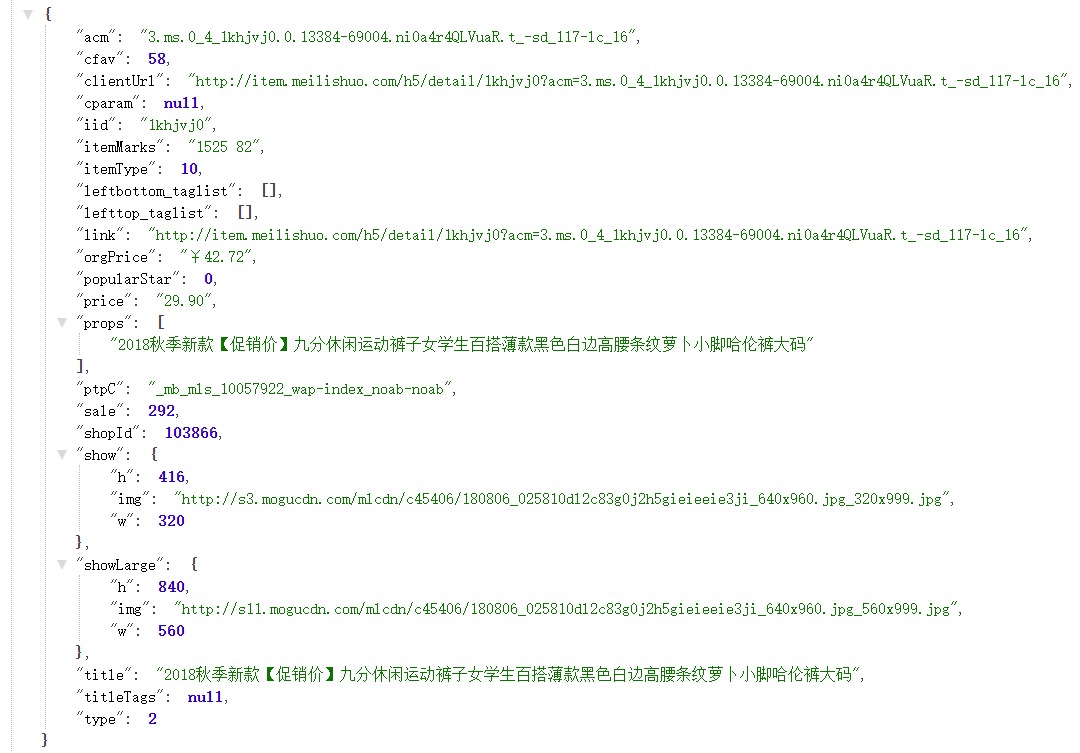 {
"acm": "3.ms.0_4_1khjvj0.0.13384-69004.ni0a4r4QLVuaR.t_-sd_117-lc_16",
"cfav": 58,
"clientUrl": "http://item.meilishuo.com/h5/detail/1khjvj0?acm=3.ms.0_4_1khjvj0.0.13384-69004.ni0a4r4QLVuaR.t_-sd_117-lc_16",
"cparam": null,
"iid": "1khjvj0",
"itemMarks": "1525 82",
"itemType": 10,
"leftbottom_taglist": [],
"lefttop_taglist": [],
"link": "http://item.meilishuo.com/h5/detail/1khjvj0?acm=3.ms.0_4_1khjvj0.0.13384-69004.ni0a4r4QLVuaR.t_-sd_117-lc_16",
"orgPrice": "￥42.72",
"popularStar": 0,
"price": "29.90",
"props": [
"2018秋季新款【促销价】九分休闲运动裤子女学生百搭薄款黑色白边高腰条纹萝卜小脚哈伦裤大码"
],
"ptpC": "_mb_mls_10057922_wap-index_noab-noab",
"sale": 292,
"shopId": 103866,
"show": {
"h": 416,
"img": "http://s3.mogucdn.com/mlcdn/c45406/180806_025810d12c83g0j2h5gieieeie3ji_640x960.jpg_320x999.jpg",
"w": 320
},
"showLarge": {
"h": 840,
"img": "http://s11.mogucdn.com/mlcdn/c45406/180806_025810d12c83g0j2h5gieieeie3ji_640x960.jpg_560x999.jpg",
"w": 560
},
"title": "2018秋季新款【促销价】九分休闲运动裤子女学生百搭薄款黑色白边高腰条纹萝卜小脚哈伦裤大码",
"titleTags": null,
"type": 2
}